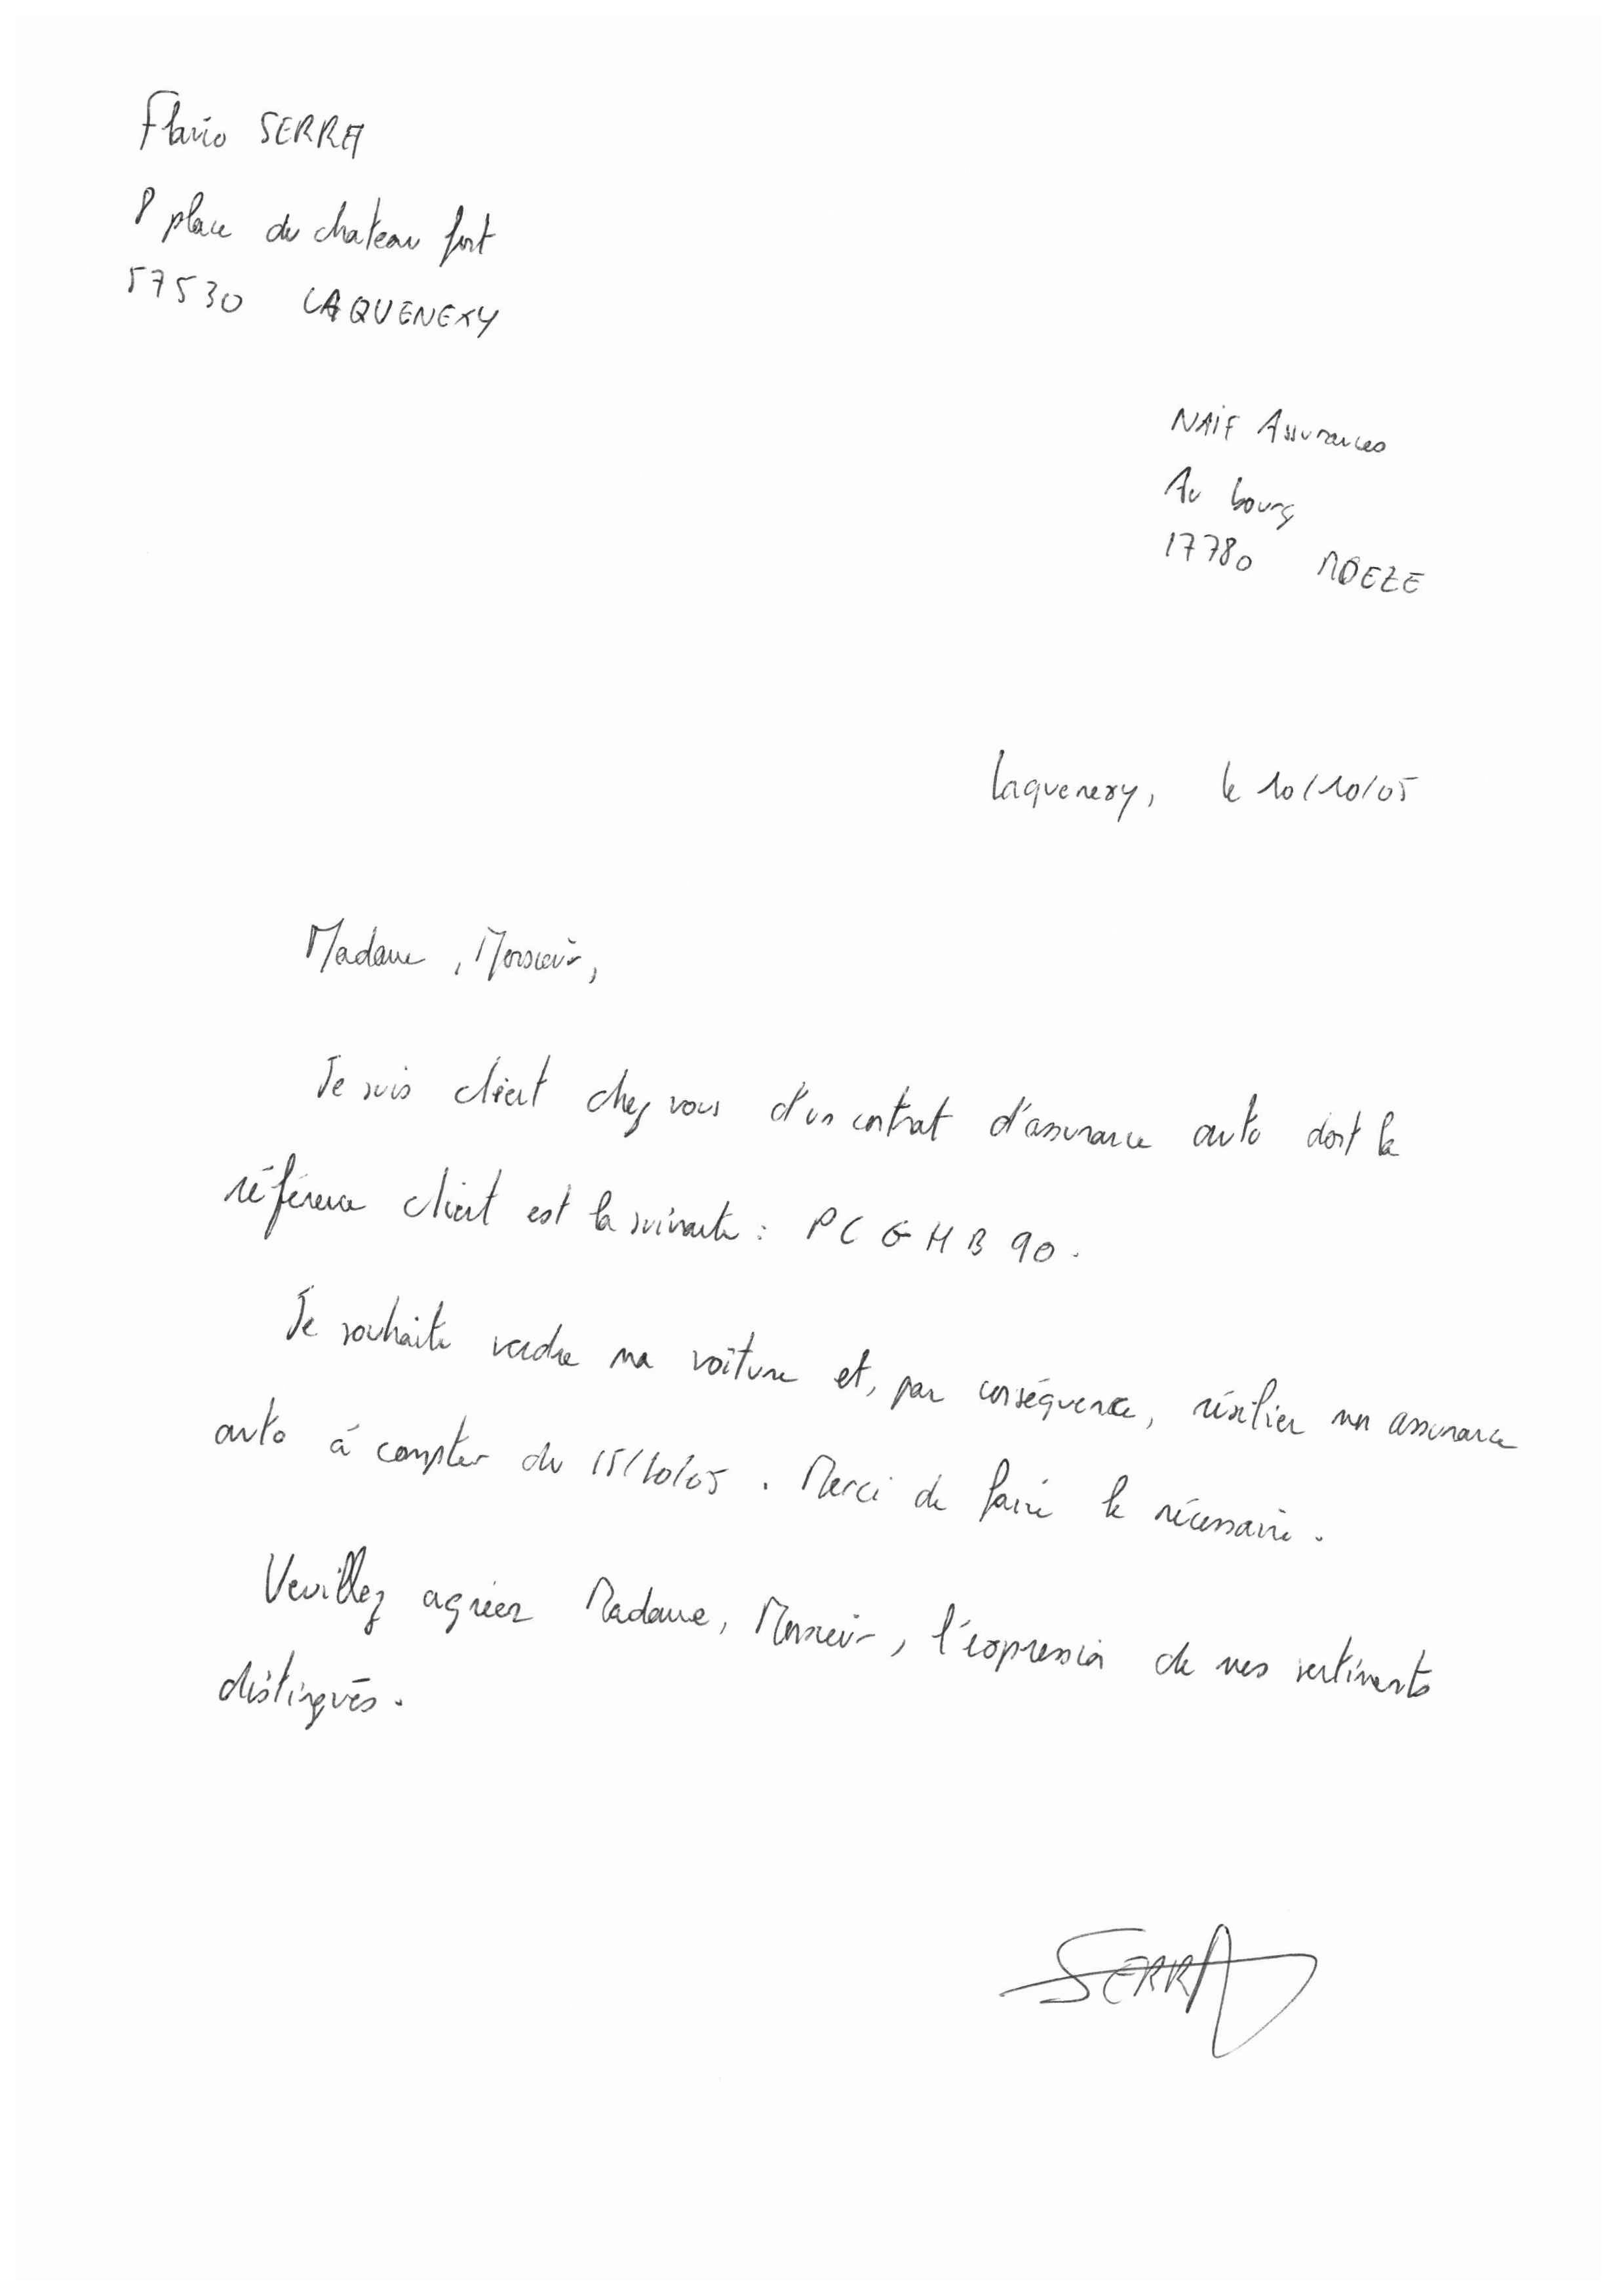 Flavio SERRA
8 place du chateau fort
57530 LAQUENEXY
NAIF Assurances
Au bourg
17780 MOEZE
Laquenexy, le 10/10/05
Madame, Monsieur,
Je suis client chez vous d'un contrat d'assurance auto dont la
référence client est la suivante : PCGHB90.
Je souhaite vendre ma voiture et, par conséquence, résilier mon assurance
auto à compter du 15/10/05. Merci de faire le nécessaire.
Veuillez agréer Madame, Monsieur, l'expression de mes sentiments
distingués.
SERRA